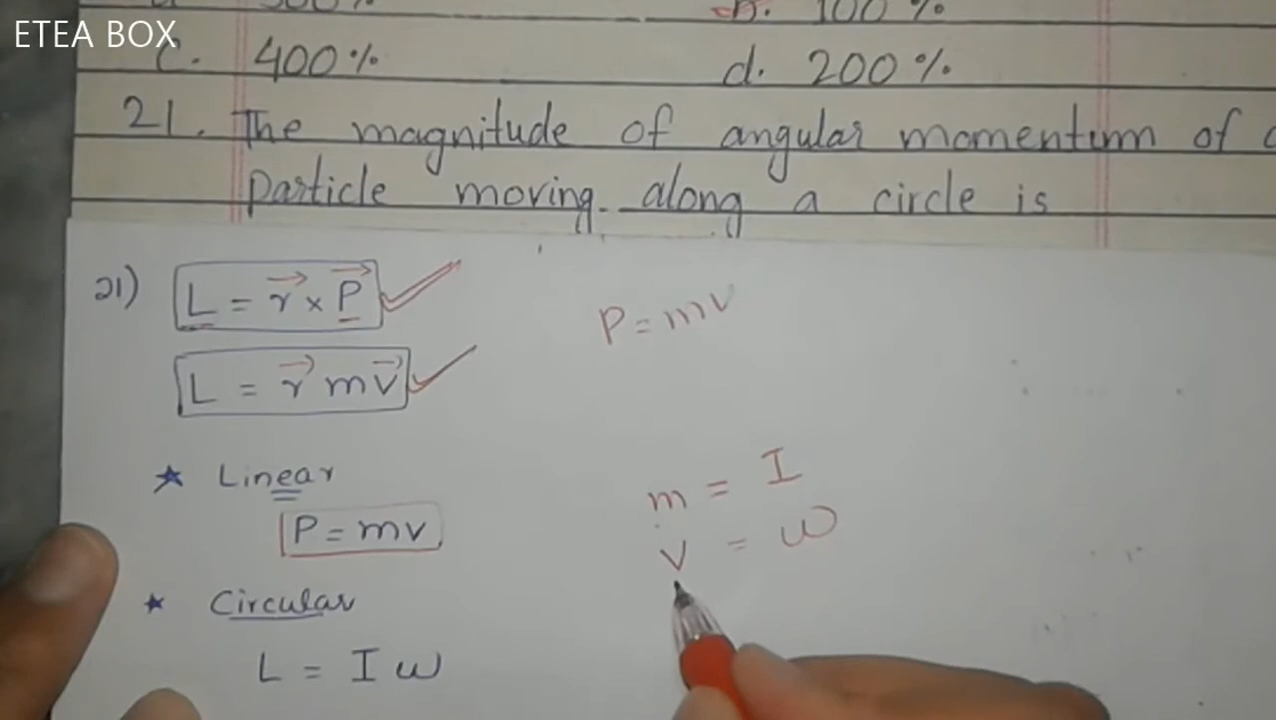 ETEA BOX
b. 100 %
c. 400 %
d. 200 %
21. The magnitude of angular momentum of a
Particle moving along a circle is
21) L = r × P
P = mv
L = r m v
★ Linear
P = mv
m = I
v = ω
★ Circular
L = I ω